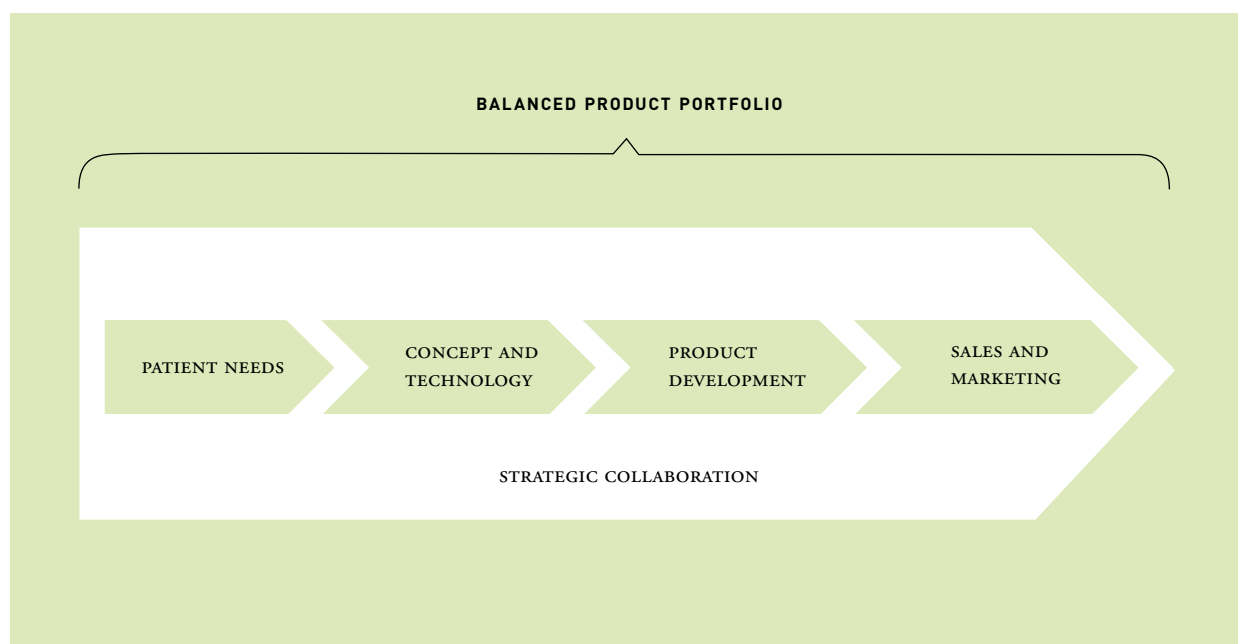 BALANCED PRODUCT PORTFOLIO
PATIENT NEEDS
CONCEPT AND
TECHNOLOGY
PRODUCT
DEVELOPMENT
SALES AND
MARKETING
STRATEGIC COLLABORATION